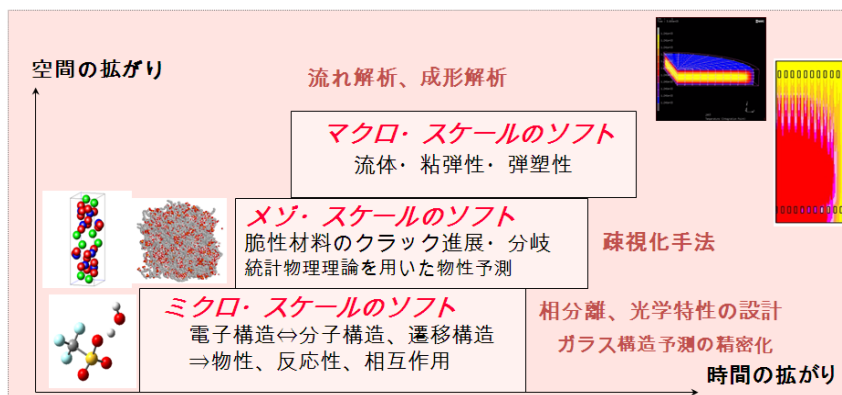 空間の拡がり
流れ解析、成形解析
マクロ・スケールのソフト
流体・粘弾性・弾塑性
メゾ・スケールのソフト
脆性材料のクラック進展・分岐
統計物理理論を用いた物性予測
疎視化手法
ミクロ・スケールのソフト
電子構造⇔分子構造、遷移構造
⇒物性、反応性、相互作用
相分離、光学特性の設計
ガラス構造予測の精密化
時間の拡がり